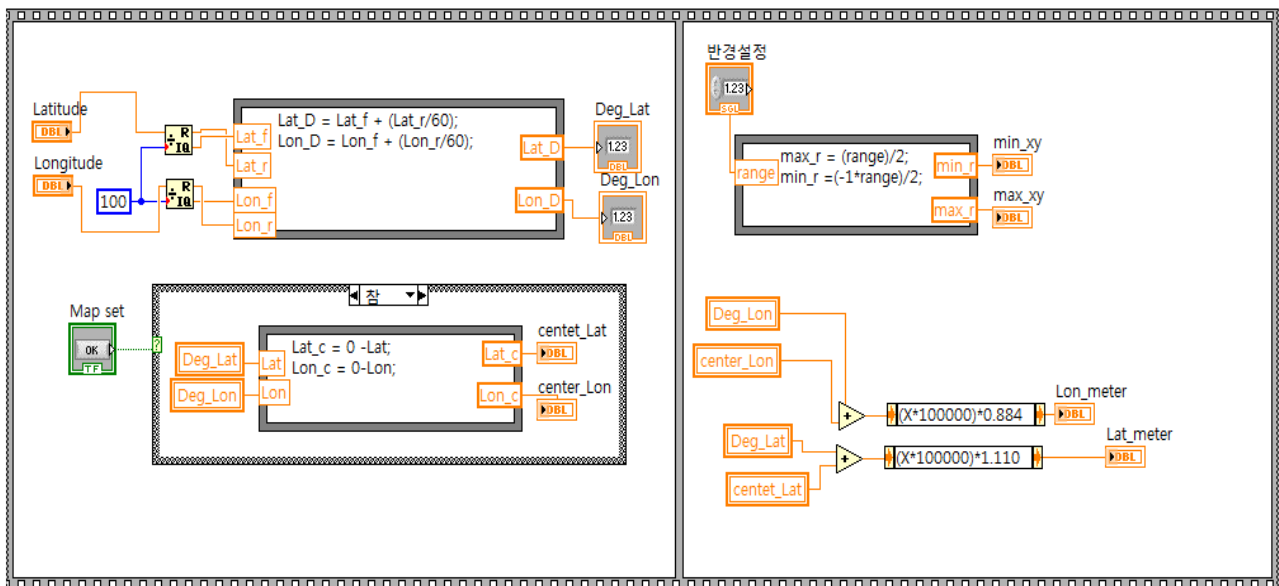 Latitude
DBL
Longitude
DBL
100
R
IQ
R
IQ
Lat_f
Lat_r
Lon_f
Lon_r
Lat_D = Lat_f + (Lat_r/60);
Lon_D = Lon_f + (Lon_r/60);
Lat_D
Lon_D
Deg_Lat
1.23
DBL
Deg_Lon
1.23
DBL
Map set
OK
TF
?
참
Deg_Lat
Deg_Lon
Lat
Lon
Lat_c = 0 -Lat;
Lon_c = 0-Lon;
Lat_c
Lon_c
centet_Lat
DBL
center_Lon
DBL
반경설정
1.23
SGL
range
max_r = (range)/2;
min_r =(-1*range)/2;
min_r
max_r
min_xy
DBL
max_xy
DBL
Deg_Lon
center_Lon
+
(X*100000)*0.884
Lon_meter
DBL
Deg_Lat
centet_Lat
+
(X*100000)*1.110
Lat_meter
DBL